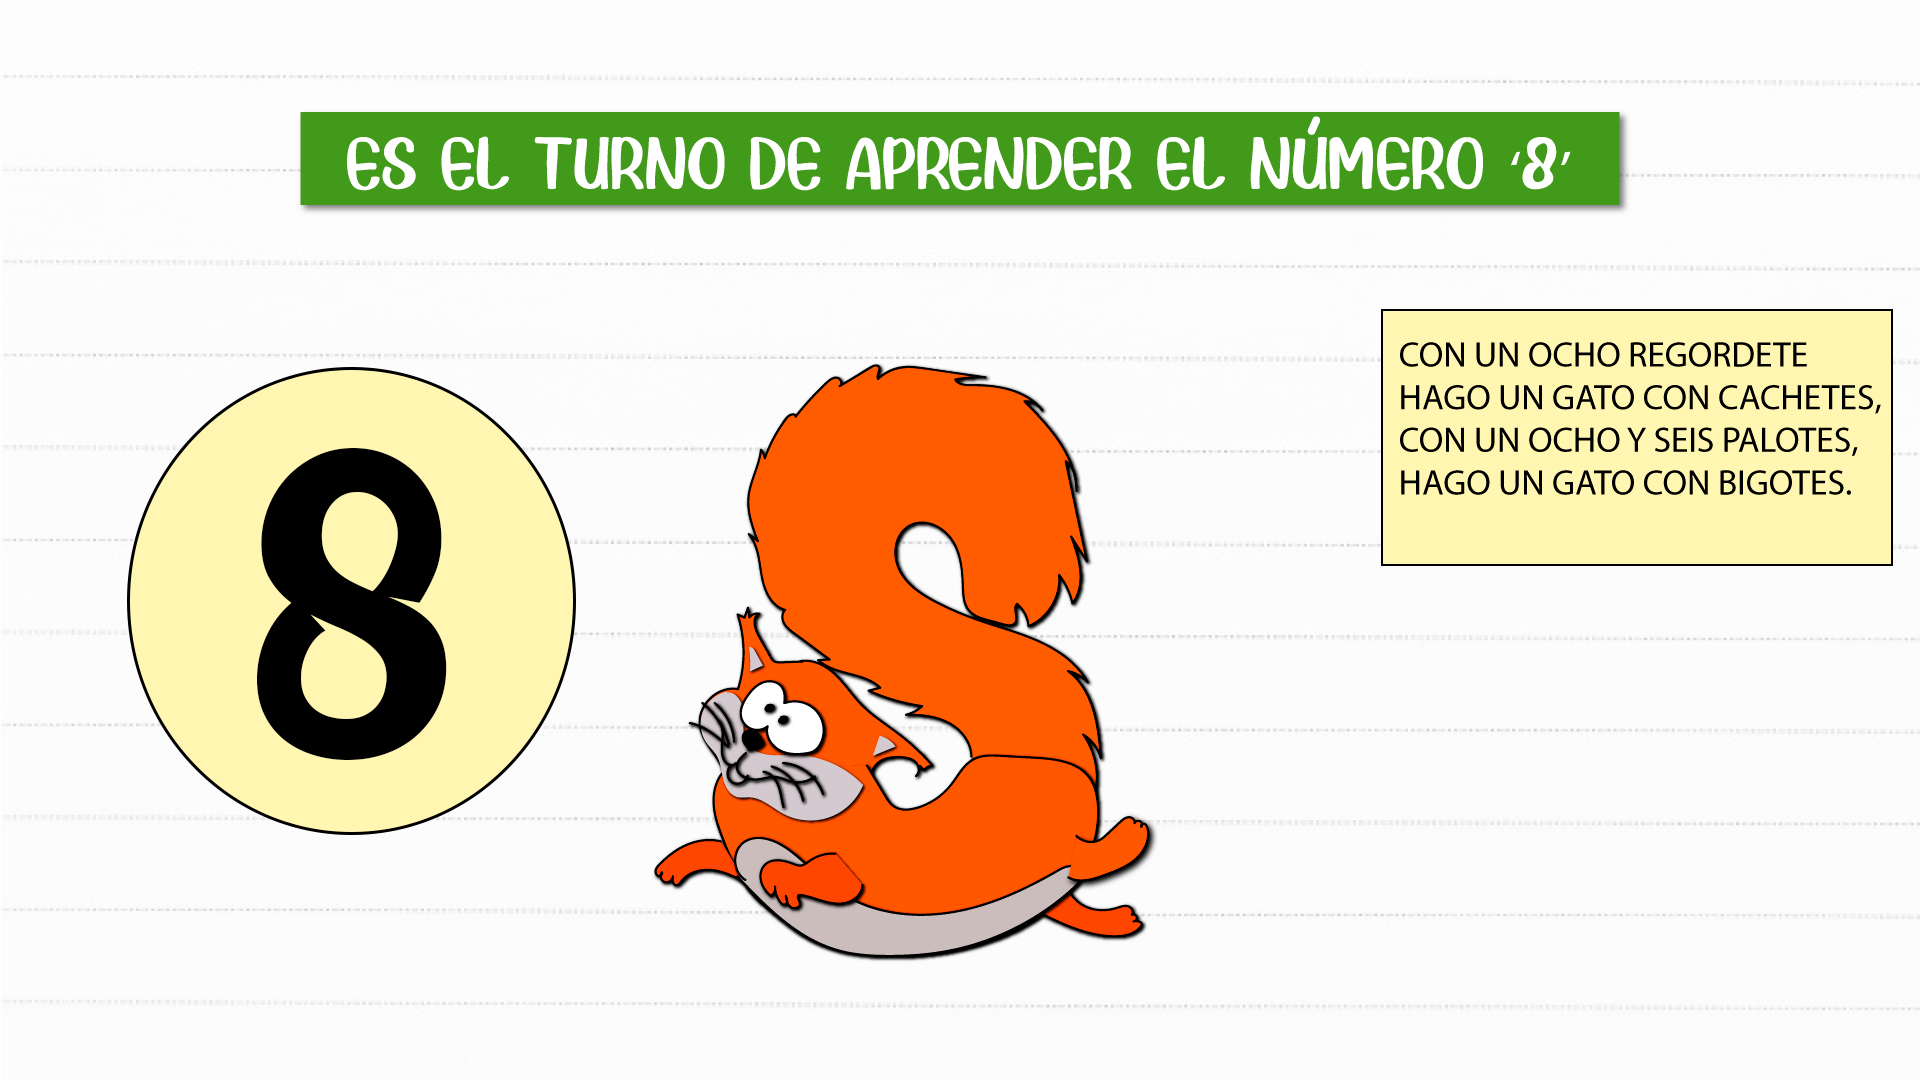 ES EL TURNO DE APRENDER EL NÚMERO ‘8’
8
CON UN OCHO REGORDETE
HAGO UN GATO CON CACHETES,
CON UN OCHO Y SEIS PALOTES,
HAGO UN GATO CON BIGOTES.